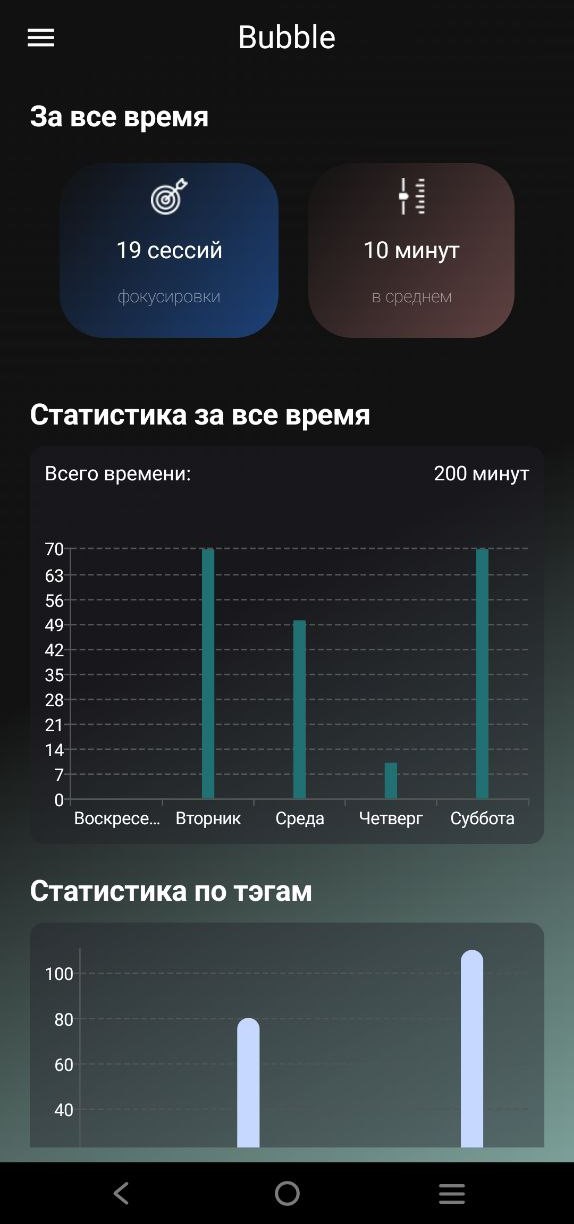 Bubble
За все время
19 сессий
10 минут
фокусировки
в среднем
Статистика за все время
Всего времени:
200 минут
70
63
56
49
42
35
28
21
14
7
0
Воскресе...
Вторник
Среда
Четверг
Суббота
Статистика по тэгам
100
80
60
40